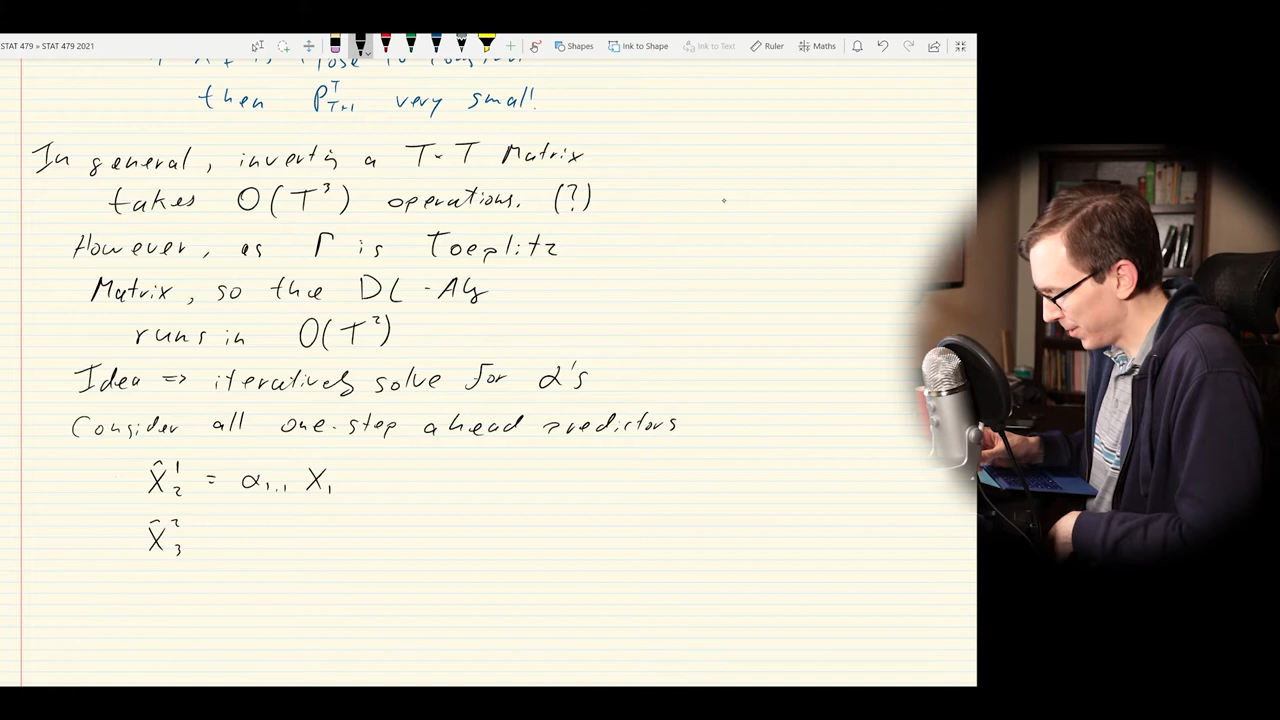 STAT 479 » STAT 479 2021
Shapes
Ink to Shape
Ink to Text
Ruler
Maths
then P^T_{T+1} very small!
In general, inverting a T×T Matrix
takes O(T³) operations. (?)
However, as Γ is Toeplitz
Matrix, so the DL-Alg
runs in O(T²)
Idea => iteratively solve for α's
Consider all one-step ahead predictors
X̂¹₂ = α₁,₁ X₁
X̂²₃